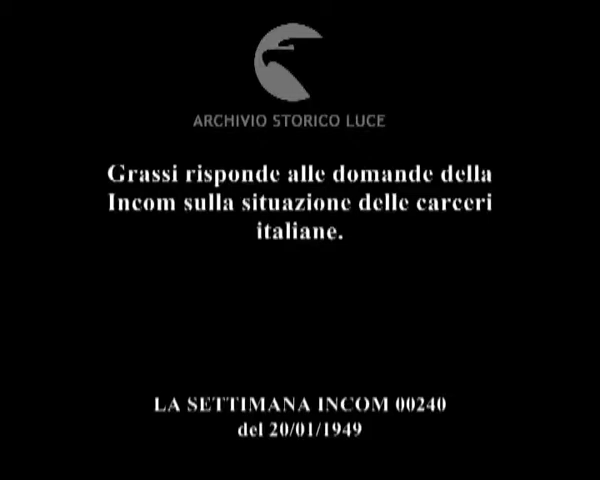 ARCHIVIO STORICO LUCE
Grassi risponde alle domande della
Incom sulla situazione delle carceri
italiane.
LA SETTIMANA INCOM 00240
del 20/01/1949